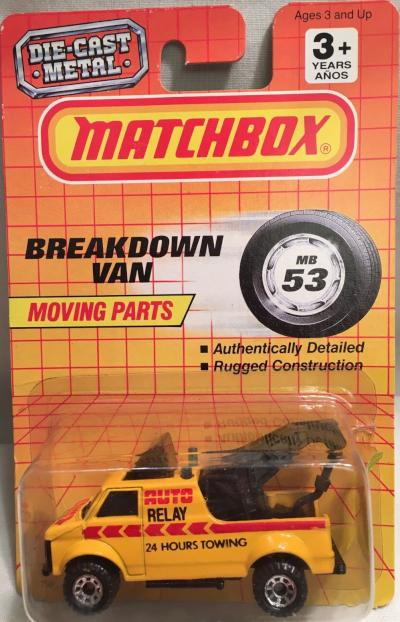 Ages 3 and Up
DIE-CAST
METAL
3+
YEARS
AÑOS
MATCHBOX®
BREAKDOWN
VAN
MB
53
MOVING PARTS
■ Authentically Detailed
■ Rugged Construction
AUTO
RELAY
24 HOURS TOWING